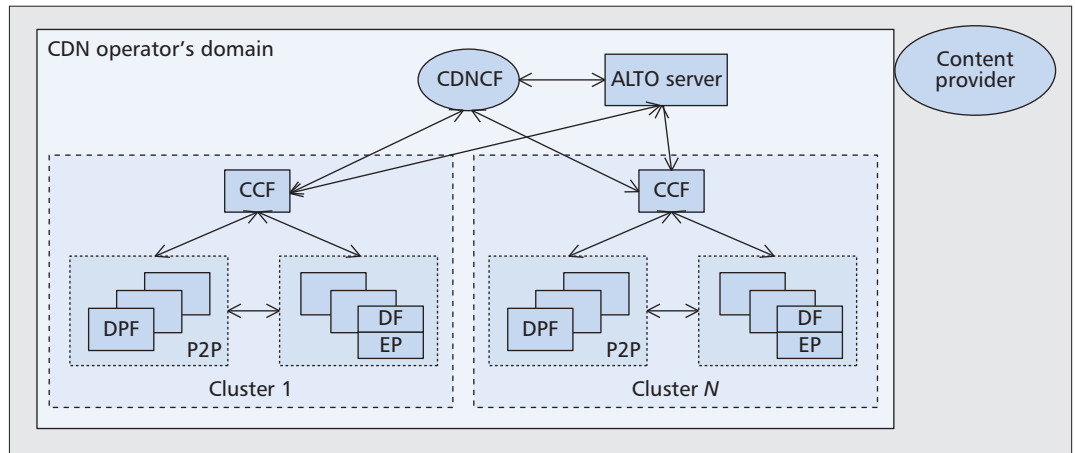 CDN operator's domain
CDNCF
ALTO server
Content
provider
CCF
CCF
DPF
P2P
DF
EP
DPF
P2P
DF
EP
Cluster 1
Cluster N